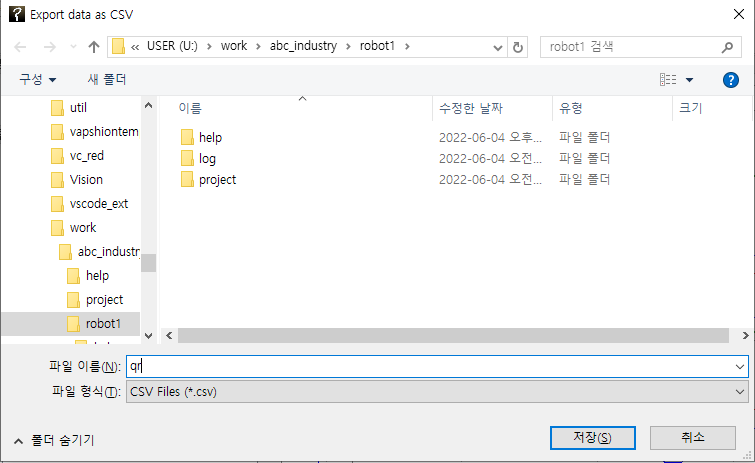 Export data as CSV
« USER (U:) › work › abc_industry › robot1 ›
robot1 검색
구성
새 폴더
util
vapshiontem
vc_red
Vision
vscode_ext
work
abc_industry
help
project
robot1
이름 수정한 날짜 유형 크기
help 2022-06-04 오후... 파일 폴더
log 2022-06-04 오전... 파일 폴더
project 2022-06-04 오전... 파일 폴더
파일 이름(N): qr
파일 형식(T): CSV Files (*.csv)
폴더 숨기기
저장(S)
취소